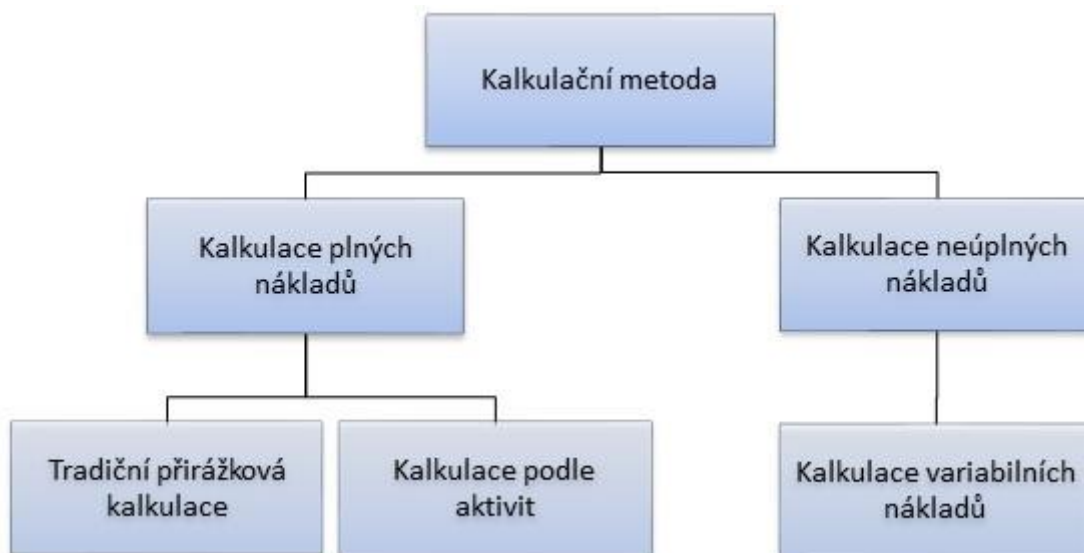 Kalkulační metoda
Kalkulace plných
nákladů
Kalkulace neúplných
nákladů
Tradiční přirážková
kalkulace
Kalkulace podle
aktivit
Kalkulace variabilních
nákladů